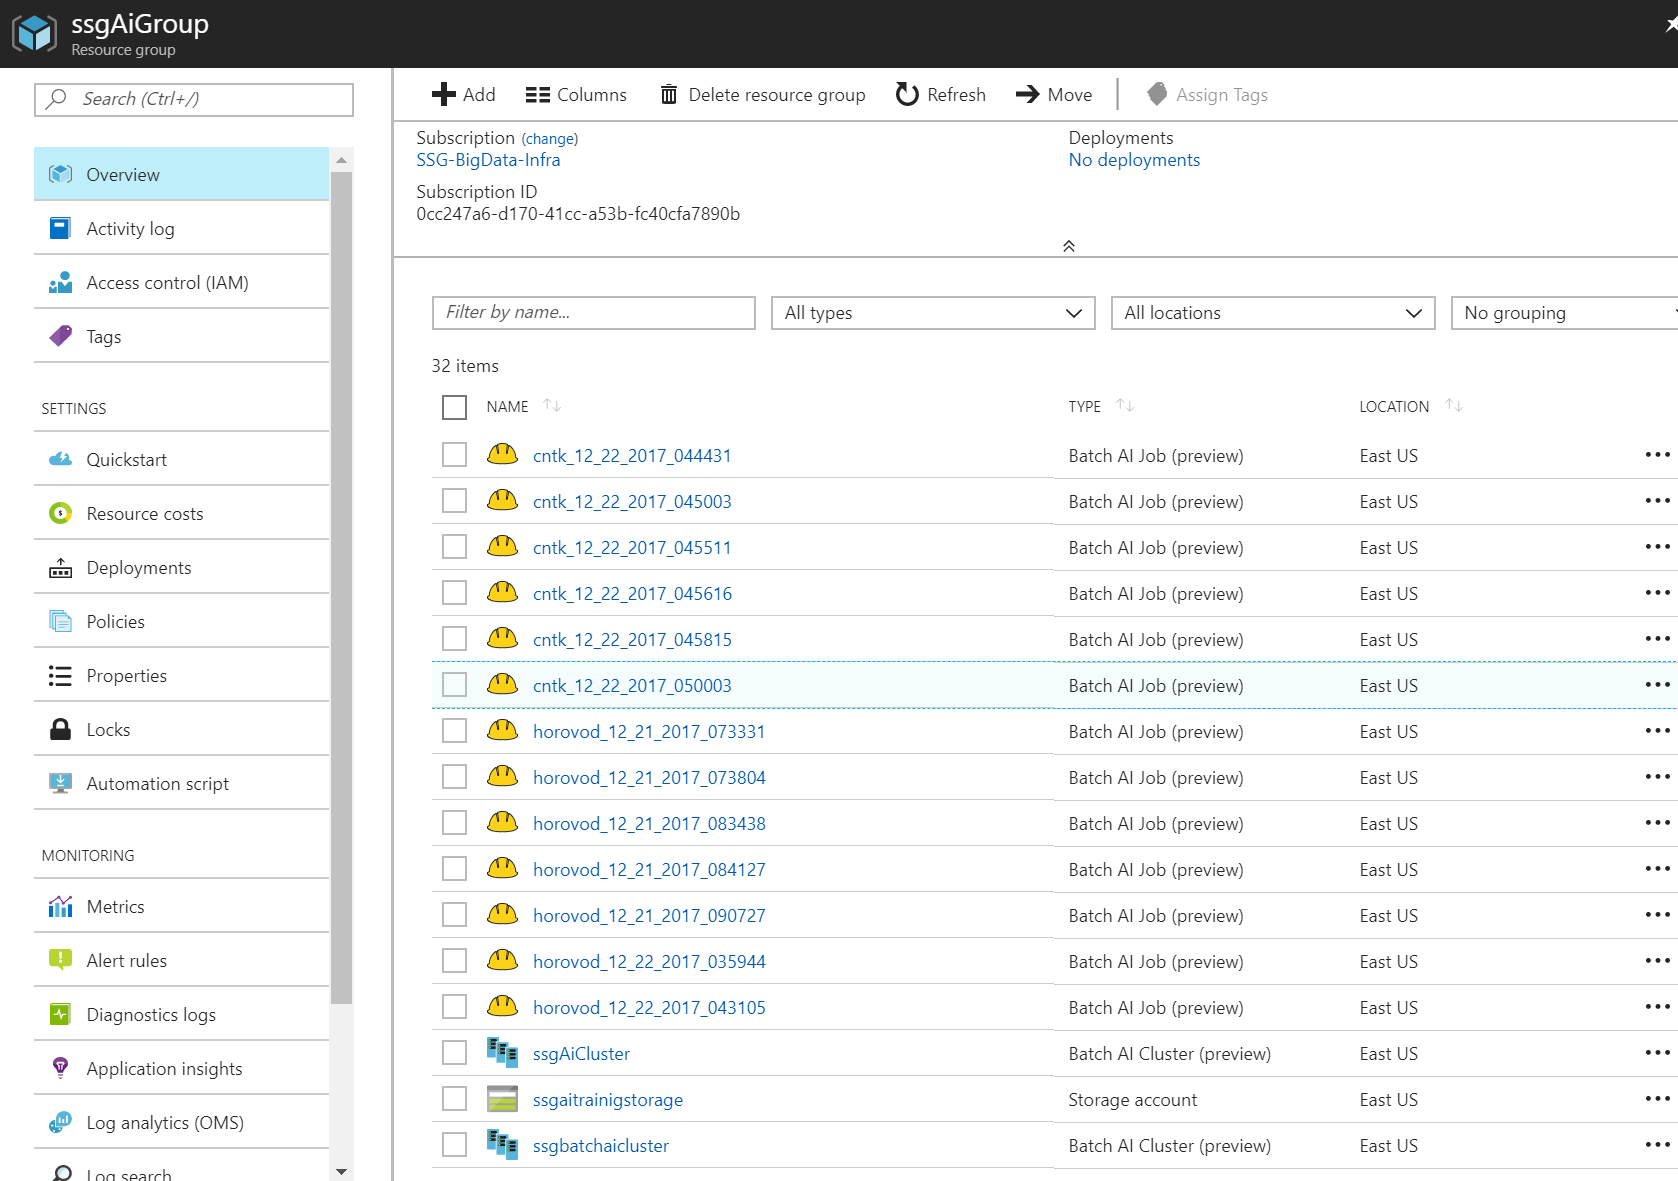 ssgAiGroup
Resource group
Search (Ctrl+/)
Overview
Activity log
Access control (IAM)
Tags
SETTINGS
Quickstart
Resource costs
Deployments
Policies
Properties
Locks
Automation script
MONITORING
Metrics
Alert rules
Diagnostics logs
Application insights
Log analytics (OMS)
Log search
Add Columns Delete resource group Refresh Move Assign Tags
Subscription (change)
SSG-BigData-Infra
Subscription ID
0cc247a6-d170-41cc-a53b-fc40cfa7890b
Deployments
No deployments
Filter by name... All types All locations No grouping
32 items
NAME TYPE LOCATION
cntk_12_22_2017_044431 Batch AI Job (preview) East US
cntk_12_22_2017_045003 Batch AI Job (preview) East US
cntk_12_22_2017_045511 Batch AI Job (preview) East US
cntk_12_22_2017_045616 Batch AI Job (preview) East US
cntk_12_22_2017_045815 Batch AI Job (preview) East US
cntk_12_22_2017_050003 Batch AI Job (preview) East US
horovod_12_21_2017_073331 Batch AI Job (preview) East US
horovod_12_21_2017_073804 Batch AI Job (preview) East US
horovod_12_21_2017_083438 Batch AI Job (preview) East US
horovod_12_21_2017_084127 Batch AI Job (preview) East US
horovod_12_21_2017_090727 Batch AI Job (preview) East US
horovod_12_22_2017_035944 Batch AI Job (preview) East US
horovod_12_22_2017_043105 Batch AI Job (preview) East US
ssgAiCluster Batch AI Cluster (preview) East US
ssgaitrainigstorage Storage account East US
ssgbatchaicluster Batch AI Cluster (preview) East US